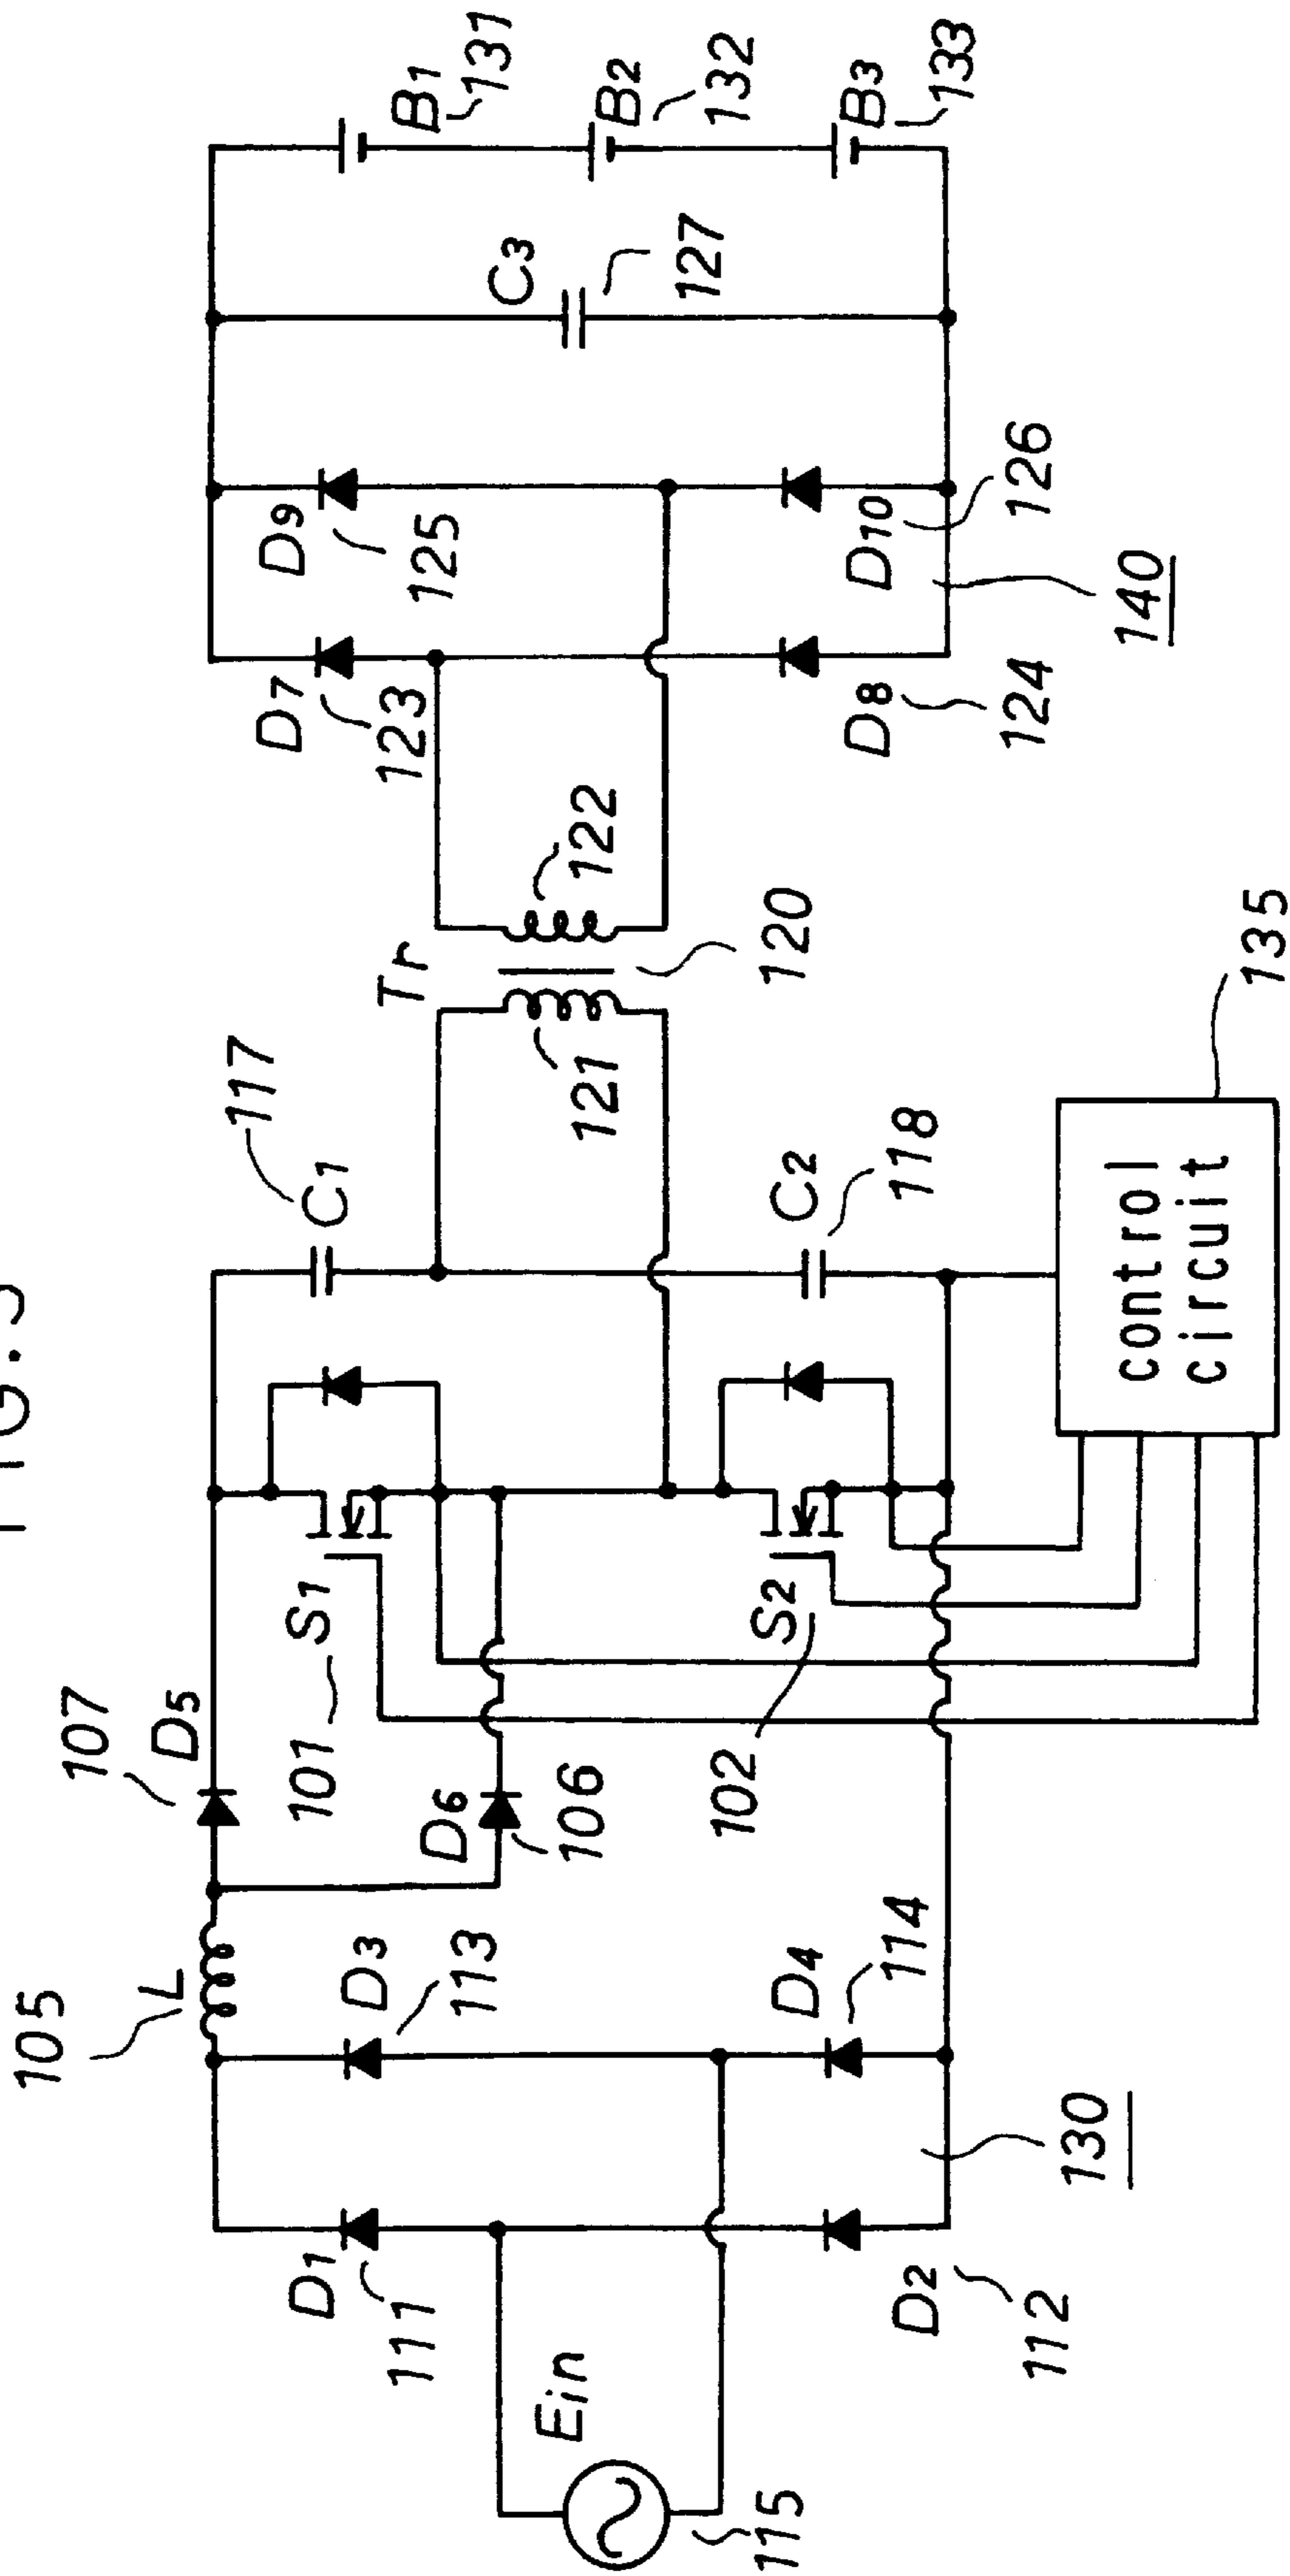 105
L
107
D5
117
C1
Tr
D7
123
D9
125
C3
127
B1
131
D1
111
D3
113
D6
106
101
S1
121
122
120
B2
132
Ein
115
D2
112
D4
114
102
S2
C2
118
D8
124
D10
126
B3
133
130
140
control
circuit
135